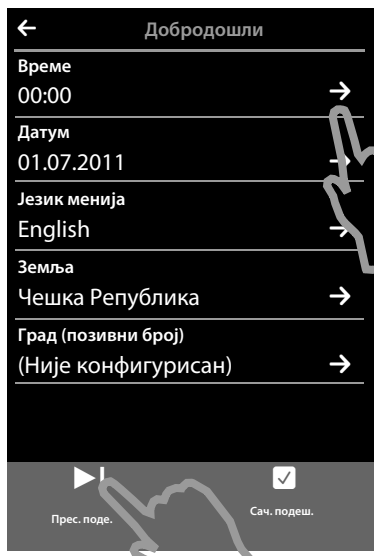 Добродошли
Време
00:00
Датум
01.07.2011
Језик менија
English
Земља
Чешка Република
Град (позивни број)
(Није конфигурисан)
Прес. поде.
Сач. подеш.